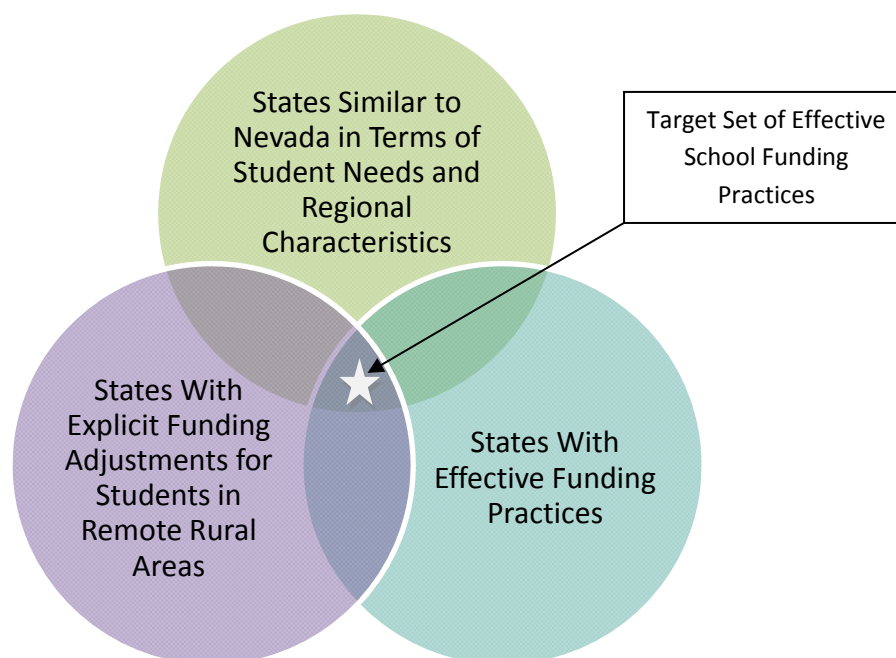 States Similar to
Nevada in Terms of
Student Needs and
Regional
Characteristics
Target Set of Effective
School Funding
Practices
States With
Explicit Funding
Adjustments for
Students in
Remote Rural
Areas
States With
Effective Funding
Practices